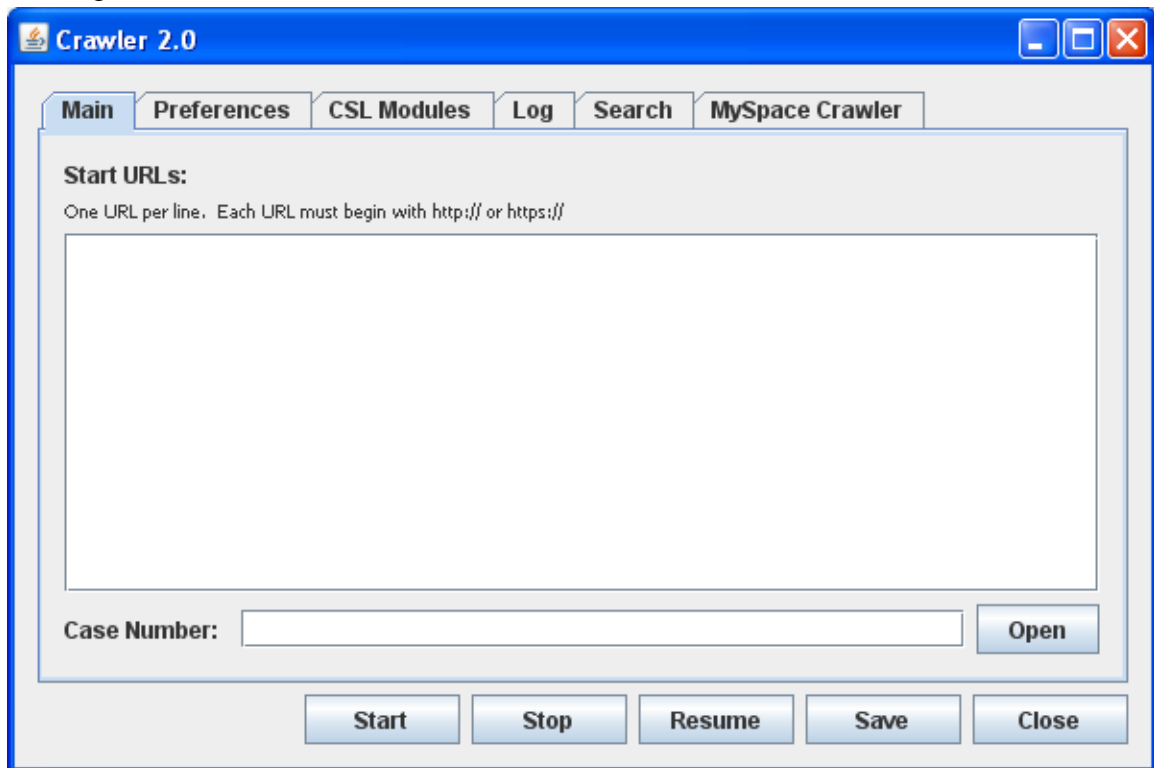 Crawler 2.0
Main Preferences CSL Modules Log Search MySpace Crawler
Start URLs:
One URL per line. Each URL must begin with http:// or https://
Case Number: Open
Start Stop Resume Save Close